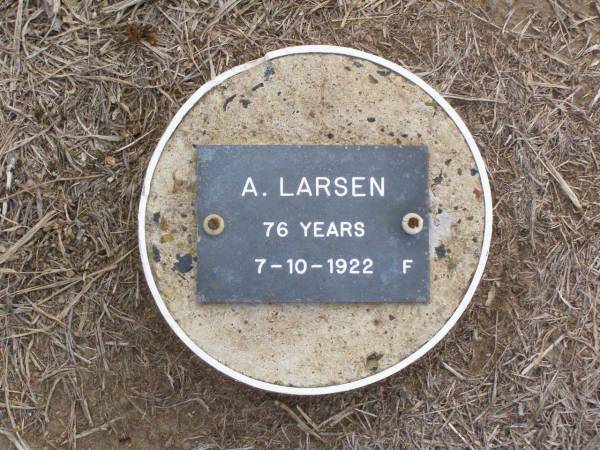 A. LARSEN
76 YEARS
7-10-1922 F